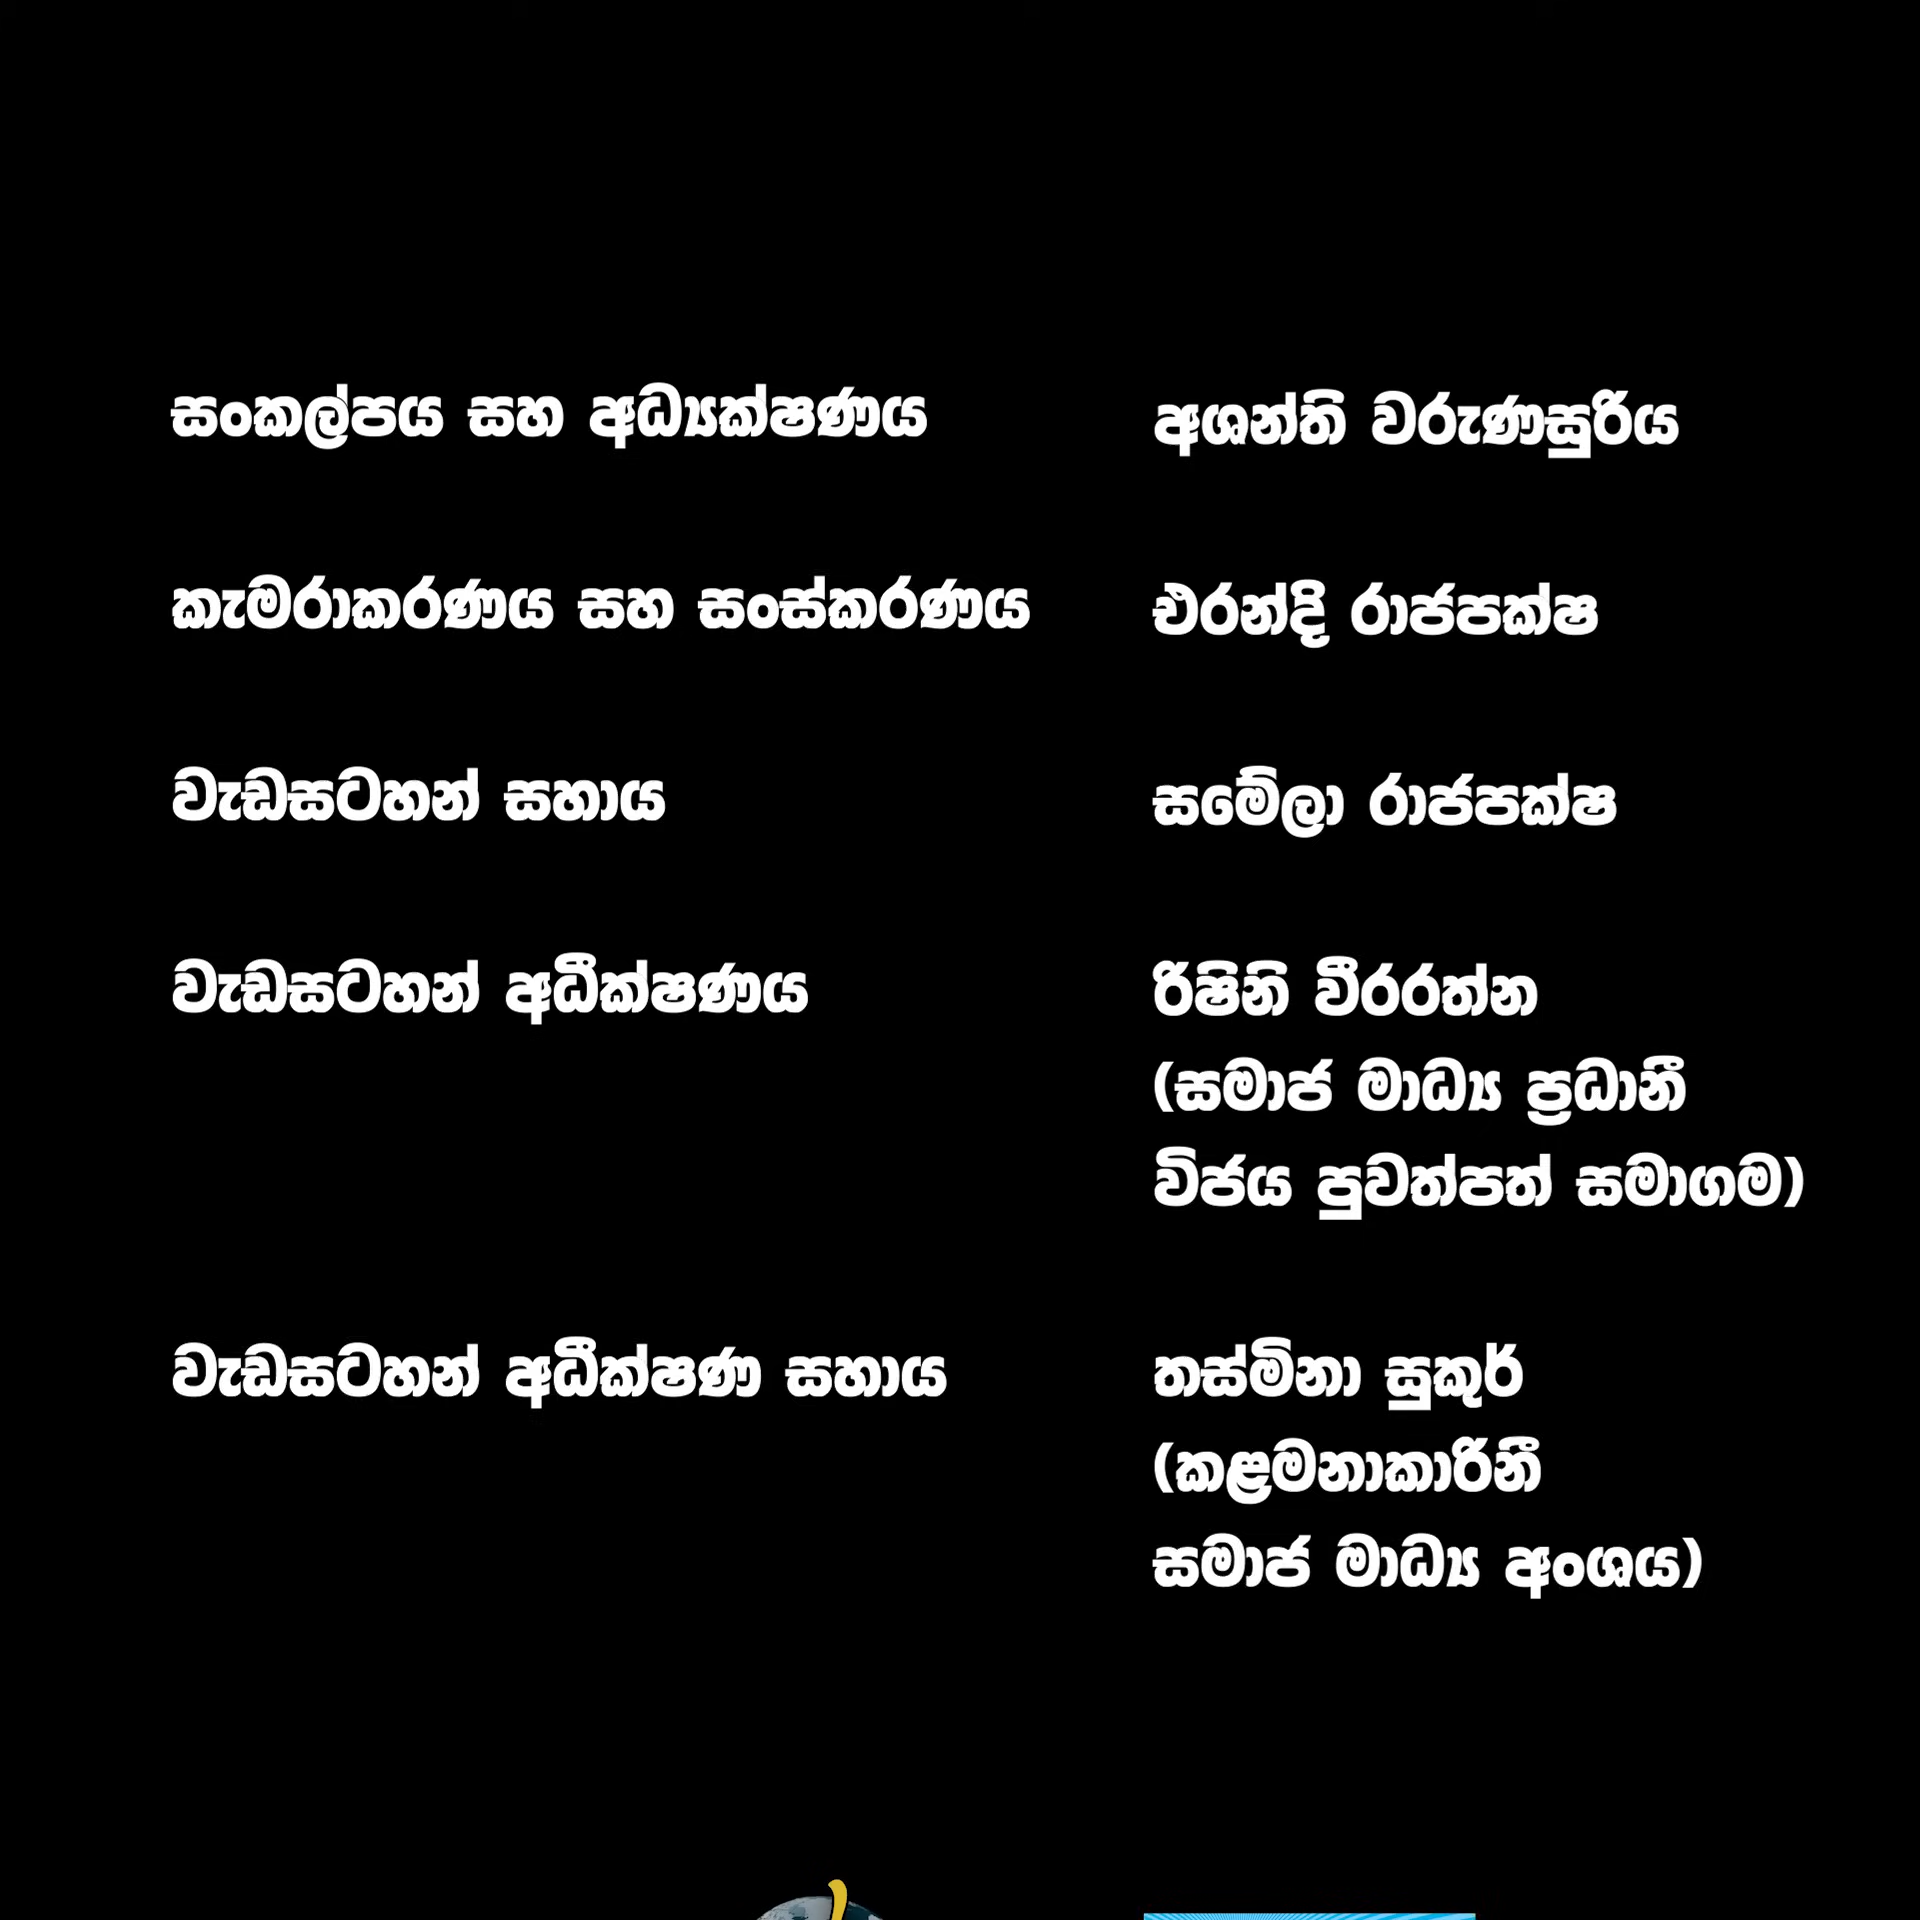 සංකල්පය සහ අධ්‍යක්ෂණය අශන්ති වරුණසුරිය
කැමරාකරණය සහ සංස්කරණය එරන්දි රාජපක්ෂ
වැඩසටහන් සහාය සමේලා රාජපක්ෂ
වැඩසටහන් අධීක්ෂණය රිෂිනි වීරරත්න
(සමාජ මාධ්‍ය ප්‍රධානී
විජය පුවත්පත් සමාගම)
වැඩසටහන් අධීක්ෂණ සහාය තස්මිනා සුකුර්
(කළමනාකාරිනී
සමාජ මාධ්‍ය අංශය)